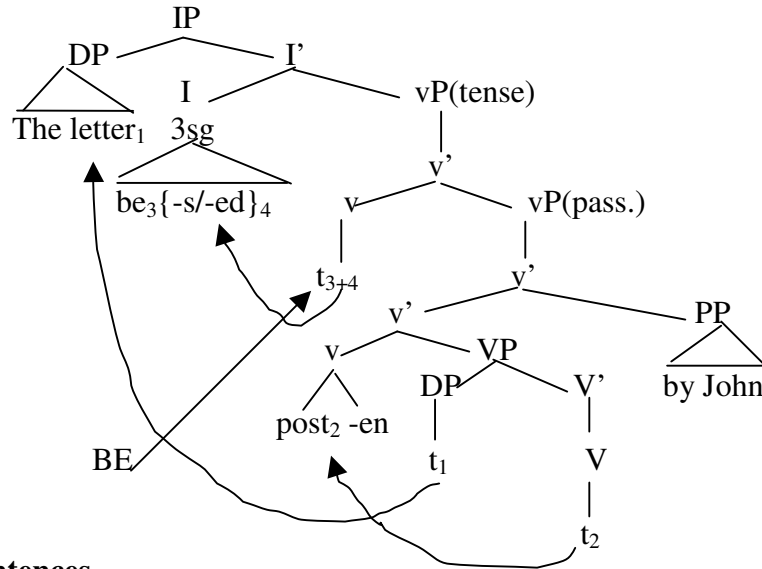 IP
DP I’
I vP(tense)
The letter₁ 3sg
v’
be₃{-s/-ed}₄ v vP(pass.)
t₃₊₄ v’
v’ PP
v VP
DP V’ by John
post₂ -en
BE t₁ V
t₂